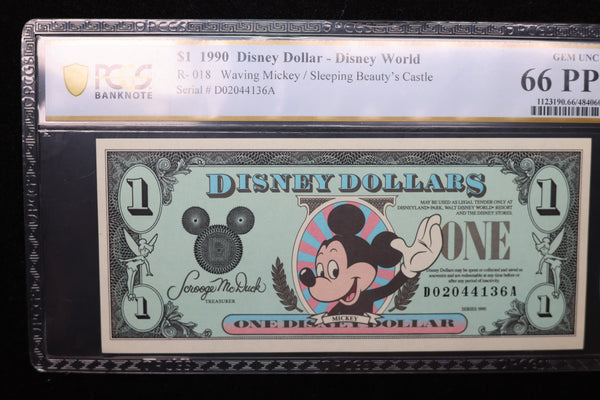 $1 1990 Disney Dollar - Disney World
GEM UNC
R- 018 Waving Mickey / Sleeping Beauty's Castle
66 PP
PCGS
BANKNOTE
Serial # D02044136A
1123190.66/484060
1
DISNEY DOLLARS
MAY BE USED AS LEGAL TENDER ONLY AT
DISNEYLAND PARK, WALT DISNEY WORLD RESORT
AND THE DISNEY STORES.
ONE
Disney Dollars may be spent or collected and saved as
souvenirs and are redeemable at any time before or
after any period of inactivity.
D02044136A
Scrooge McDuck
TREASURER
SERIES 1990
1
1
MICKEY
ONE DISNEY DOLLAR